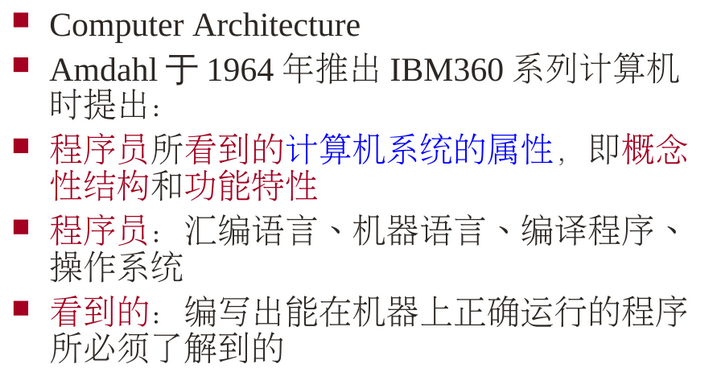 Computer Architecture
Amdahl 于 1964 年推出 IBM360 系列计算机
时提出：
程序员所看到的计算机系统的属性，即概念
性结构和功能特性
程序员：汇编语言、机器语言、编译程序、
操作系统
看到的：编写出能在机器上正确运行的程序
所必须了解到的